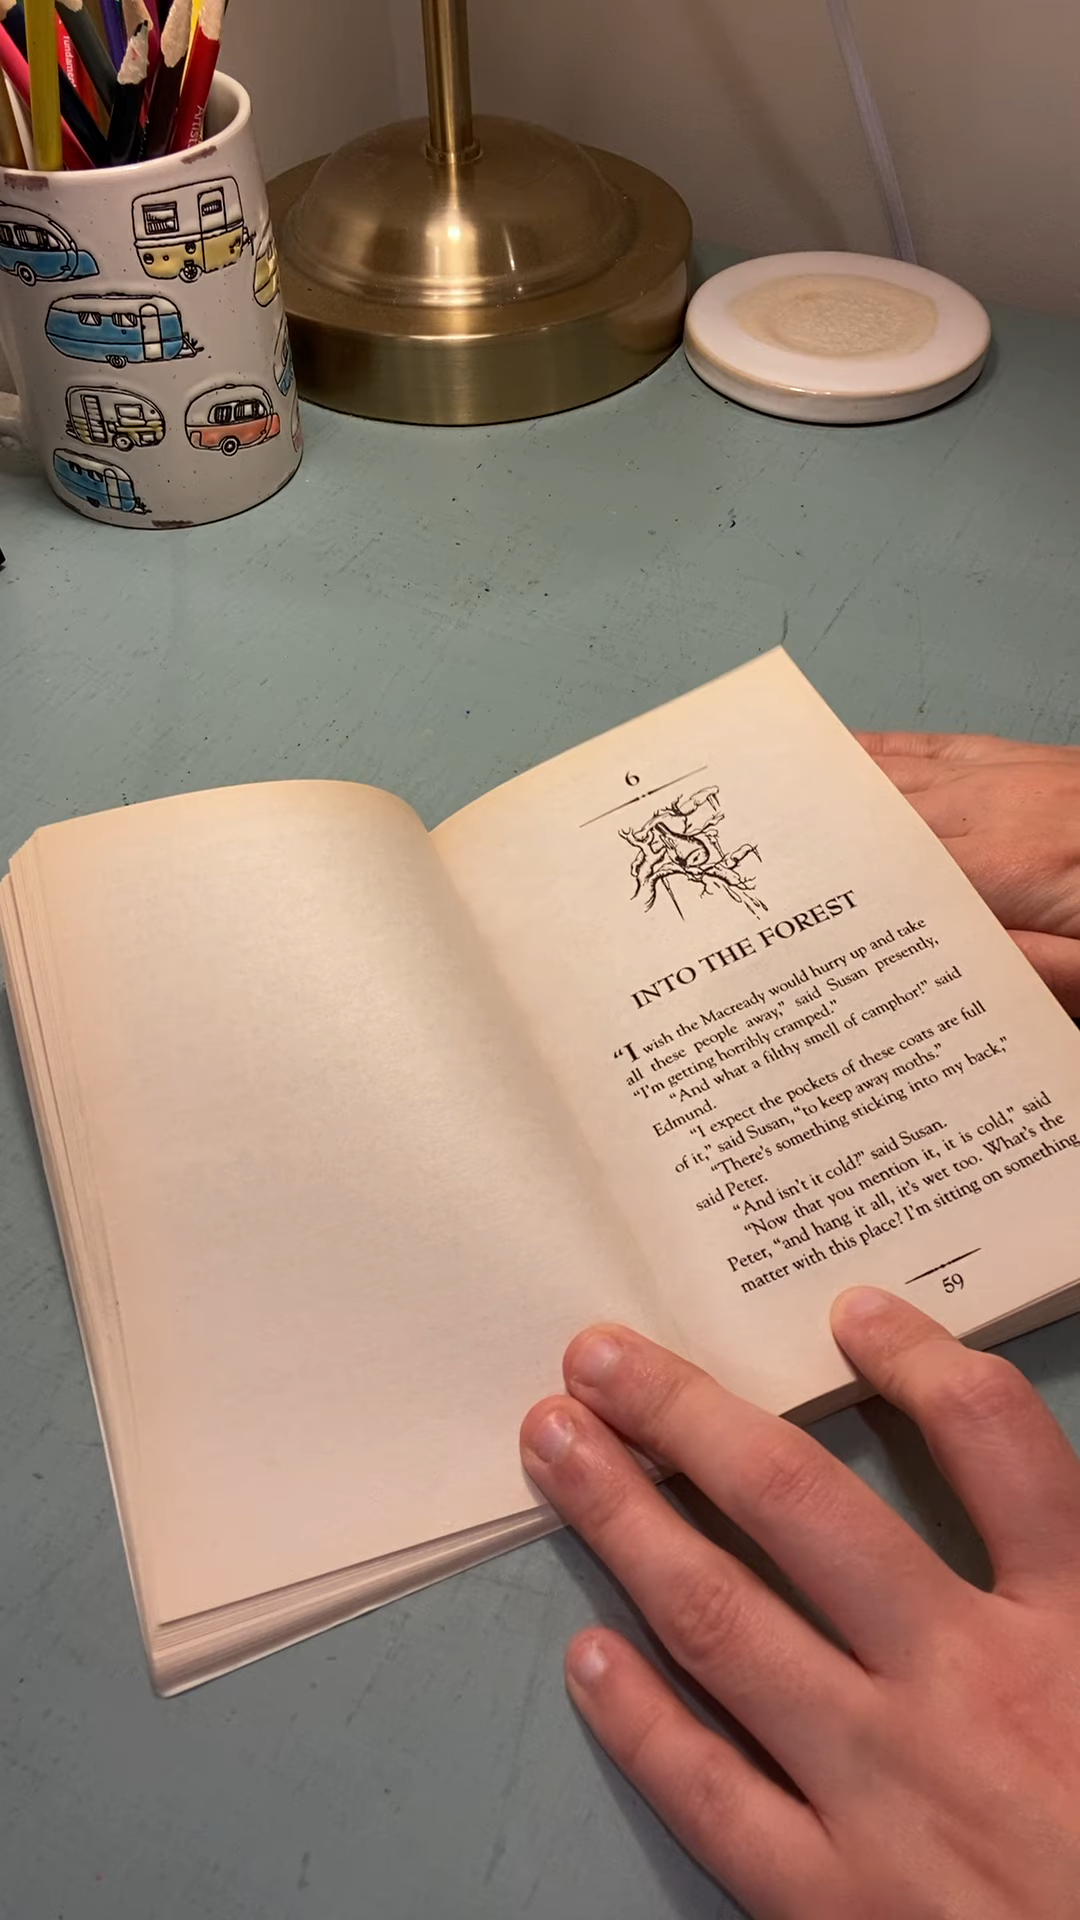 fundamen
Artist
6
INTO THE FOREST
“I wish the Macready would hurry up and take
all these people away,” said Susan presently,
“I’m getting horribly cramped.”
“And what a filthy smell of camphor!” said
Edmund.
“I expect the pockets of these coats are full
of it,” said Susan, “to keep away moths.”
“There’s something sticking into my back,”
said Peter.
“And isn’t it cold?” said Susan.
“Now that you mention it, it is cold,” said
Peter, “and hang it all, it’s wet too. What’s the
matter with this place? I’m sitting on something
59